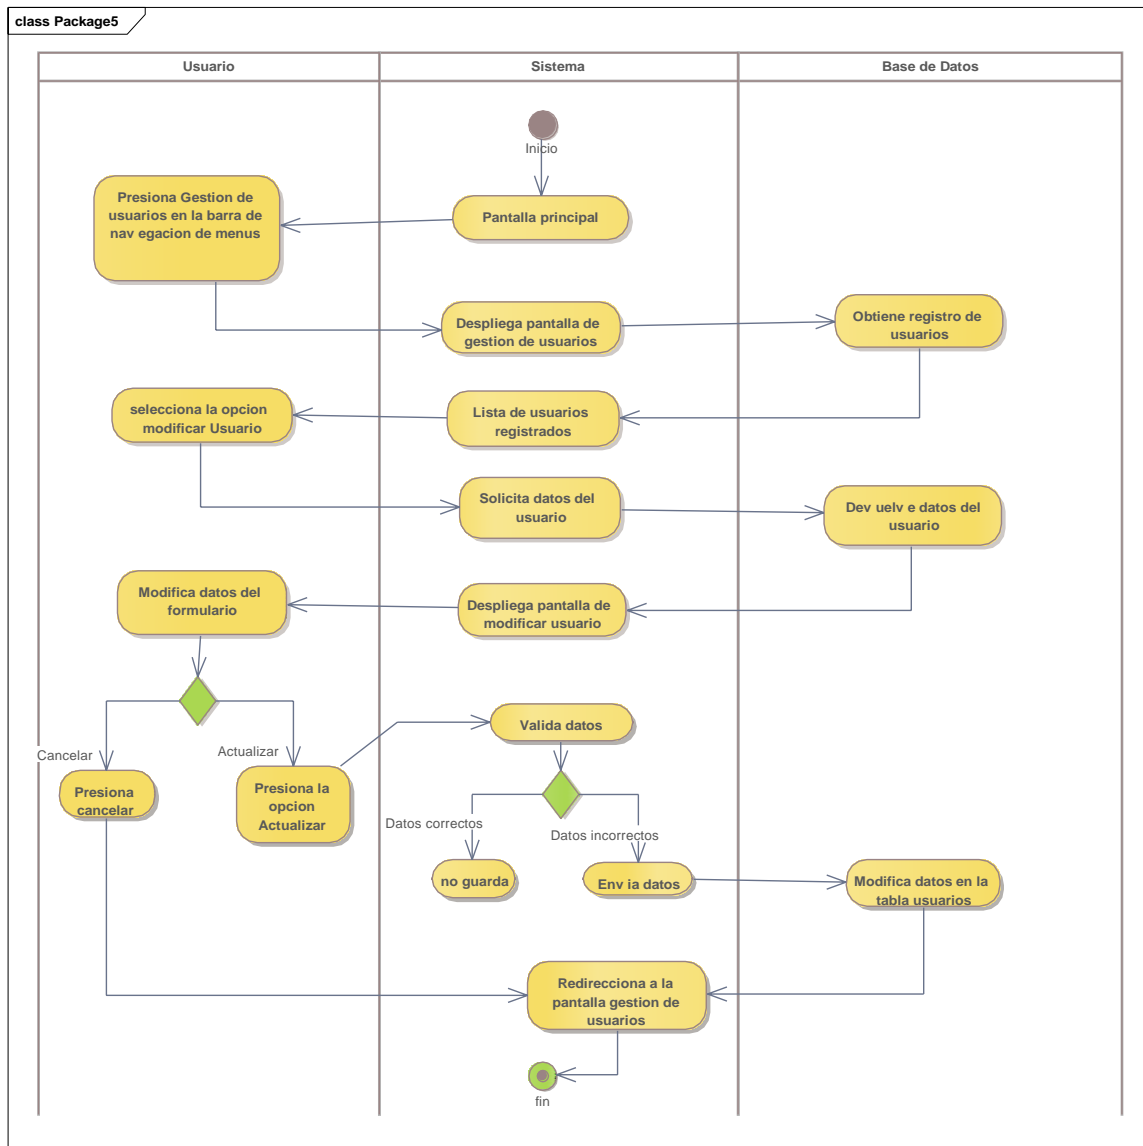 class Package5
Usuario
Sistema
Base de Datos
Inicio
Presiona Gestion de
usuarios en la barra de
nav egacion de menus
Pantalla principal
Despliega pantalla de
gestion de usuarios
Obtiene registro de
usuarios
selecciona la opcion
modificar Usuario
Lista de usuarios
registrados
Solicita datos del
usuario
Dev uelv e datos del
usuario
Modifica datos del
formulario
Despliega pantalla de
modificar usuario
Valida datos
Cancelar
Actualizar
Presiona
cancelar
Presiona la
opcion
Actualizar
Datos correctos
Datos incorrectos
no guarda
Env ia datos
Modifica datos en la
tabla usuarios
Redirecciona a la
pantalla gestion de
usuarios
fin